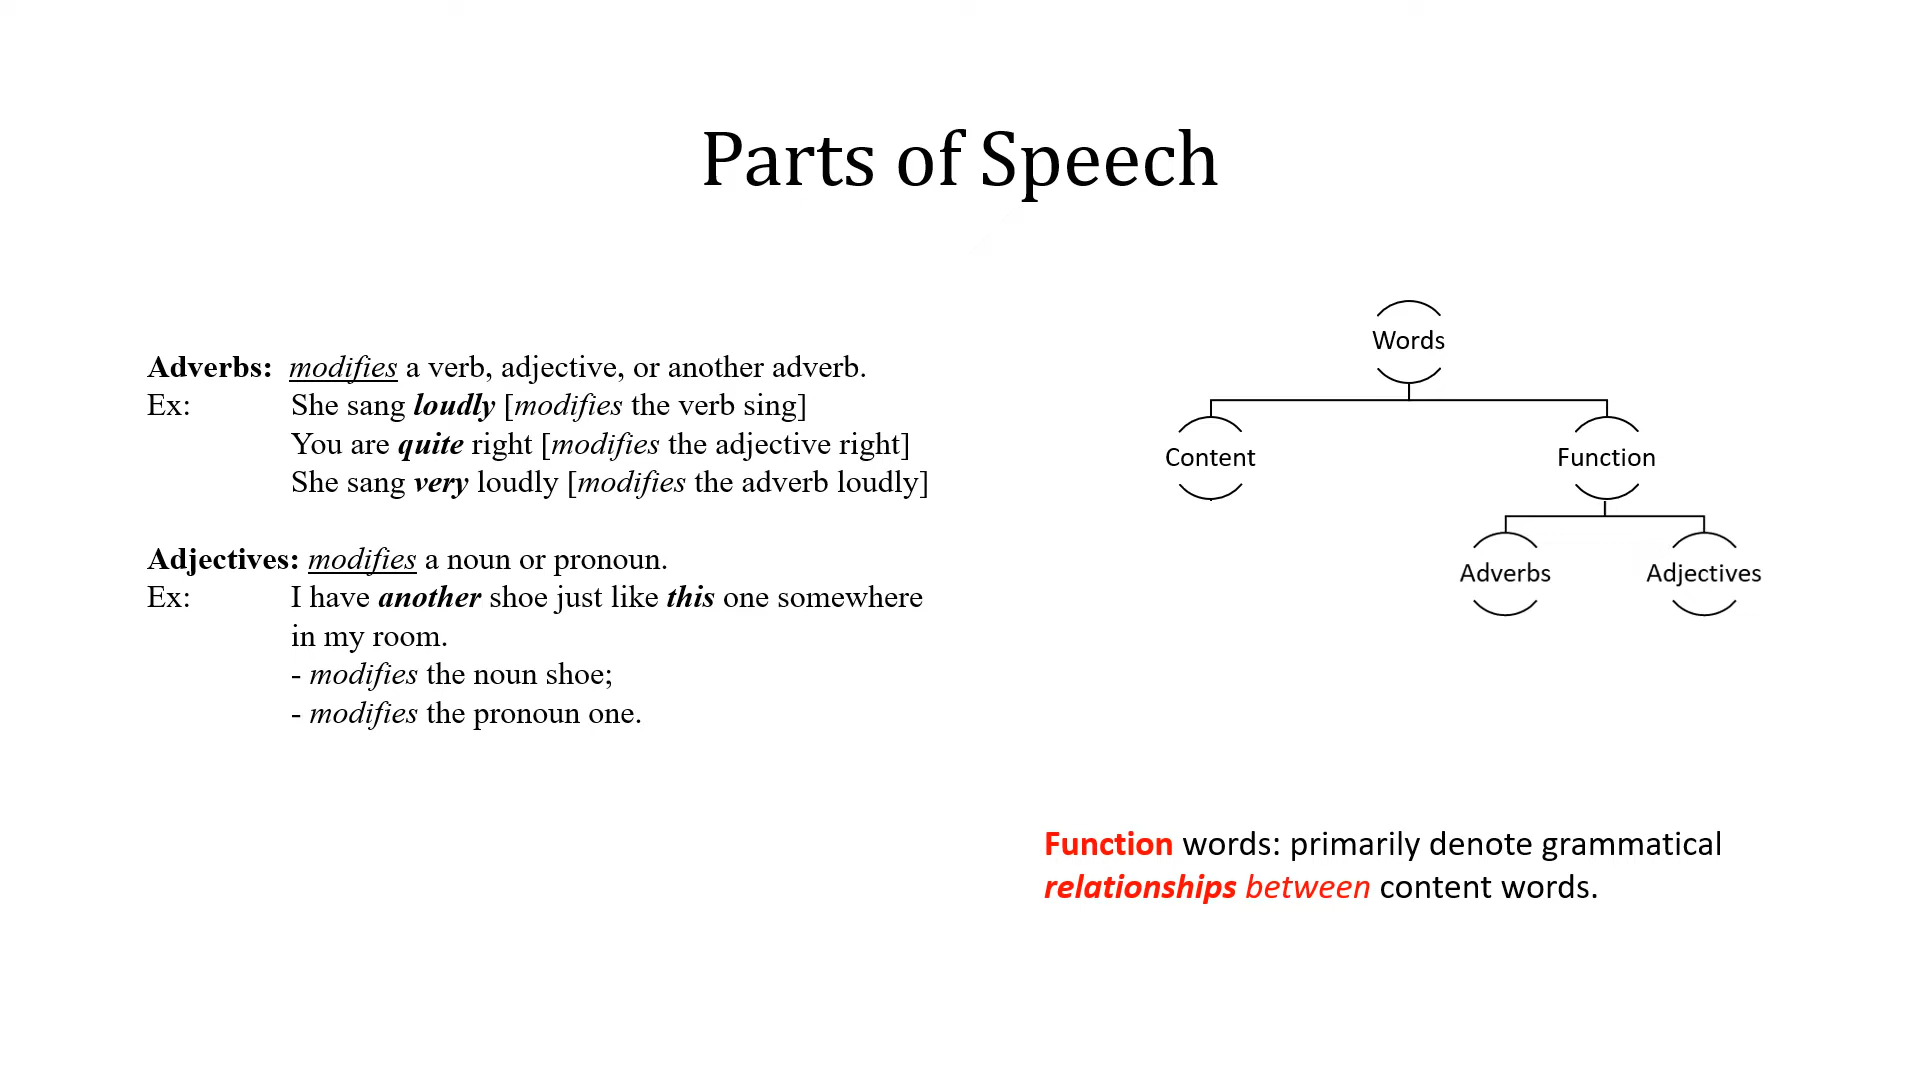 Parts of Speech
Adverbs: modifies a verb, adjective, or another adverb.
Ex: She sang loudly [modifies the verb sing]
You are quite right [modifies the adjective right]
She sang very loudly [modifies the adverb loudly]
Adjectives: modifies a noun or pronoun.
Ex: I have another shoe just like this one somewhere
in my room.
- modifies the noun shoe;
- modifies the pronoun one.
Words
Content Function
Adverbs Adjectives
Function words: primarily denote grammatical
relationships between content words.